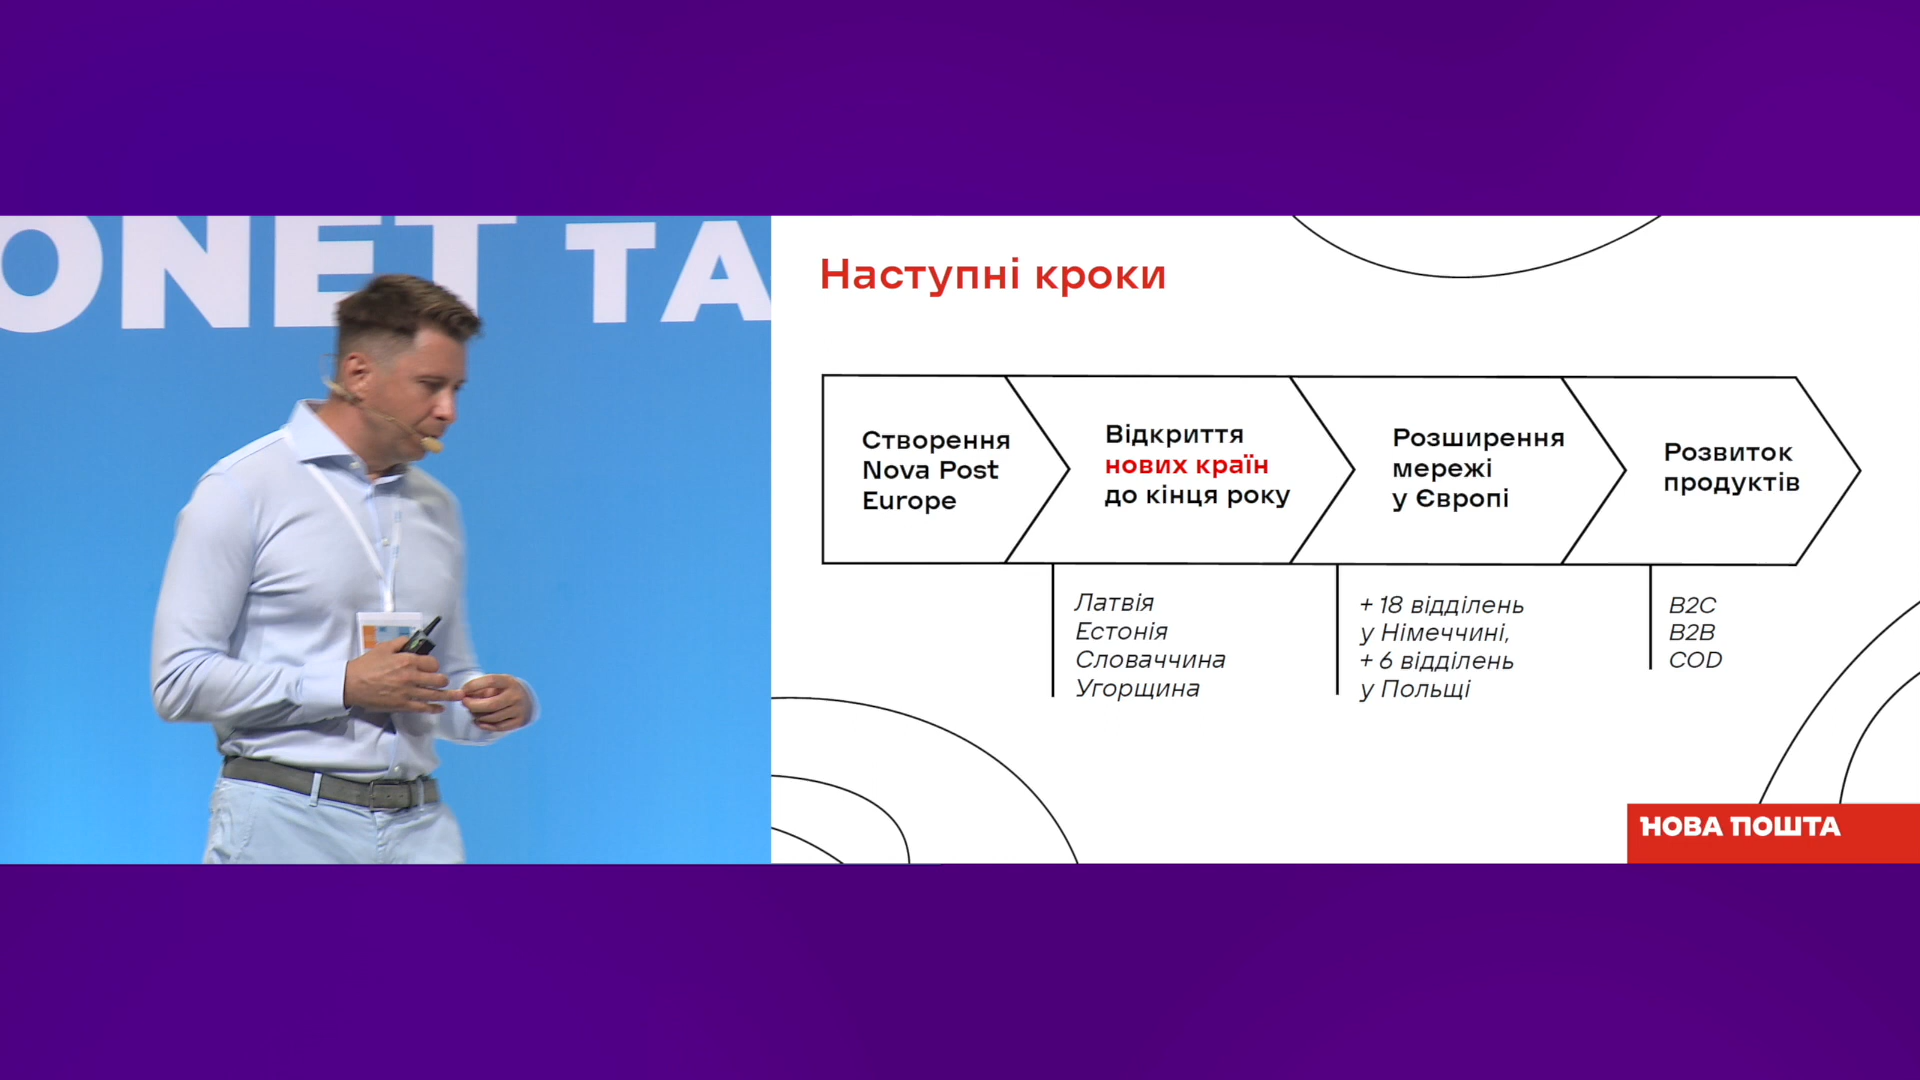 ONET TA
Наступні кроки
Створення
Nova Post
Europe
Відкриття
нових країн
до кінця року
Розширення
мережі
у Європі
Розвиток
продуктів
Латвія
Естонія
Словаччина
Угорщина
+ 18 відділень
у Німеччині,
+ 6 відділень
у Польщі
B2C
B2B
COD
НОВА ПОШТА